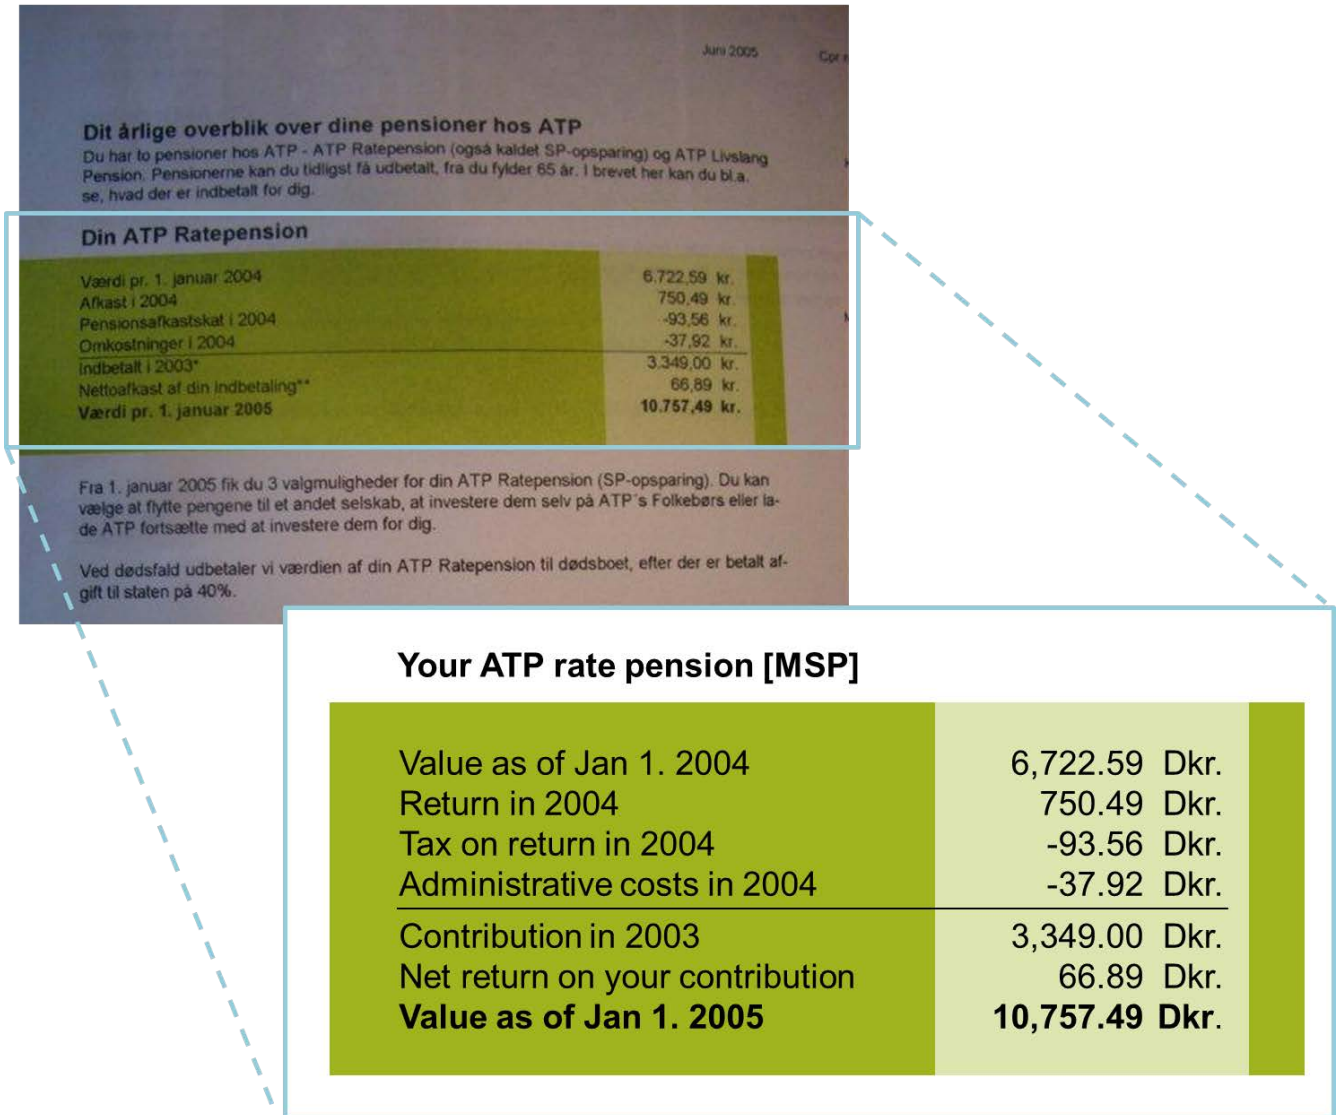 Juni 2005
Cpr
Dit årlige overblik over dine pensioner hos ATP
Du har to pensioner hos ATP - ATP Ratepension (også kaldet SP-opsparing) og ATP Livslang
Pension. Pensionerne kan du tidligst få udbetalt, fra du fylder 65 år. I brevet her kan du bl.a.
se, hvad der er indbetalt for dig.
Din ATP Ratepension
Værdi pr. 1. januar 2004 6.722,59 kr.
Afkast i 2004 750,49 kr.
Pensionsafkastskat i 2004 -93,56 kr.
Omkostninger i 2004 -37,92 kr.
Indbetalt i 2003* 3.349,00 kr.
Nettoafkast af din indbetaling** 66,89 kr.
Værdi pr. 1. januar 2005 10.757,49 kr.
Fra 1. januar 2005 fik du 3 valgmuligheder for din ATP Ratepension (SP-opsparing). Du kan
vælge at flytte pengene til et andet selskab, at investere dem selv på ATP´s Folkebørs eller la-
de ATP fortsætte med at investere dem for dig.
Ved dødsfald udbetaler vi værdien af din ATP Ratepension til dødsboet, efter der er betalt af-
gift til staten på 40%.
Your ATP rate pension [MSP]
Value as of Jan 1. 2004 6,722.59 Dkr.
Return in 2004 750.49 Dkr.
Tax on return in 2004 -93.56 Dkr.
Administrative costs in 2004 -37.92 Dkr.
Contribution in 2003 3,349.00 Dkr.
Net return on your contribution 66.89 Dkr.
Value as of Jan 1. 2005 10,757.49 Dkr.